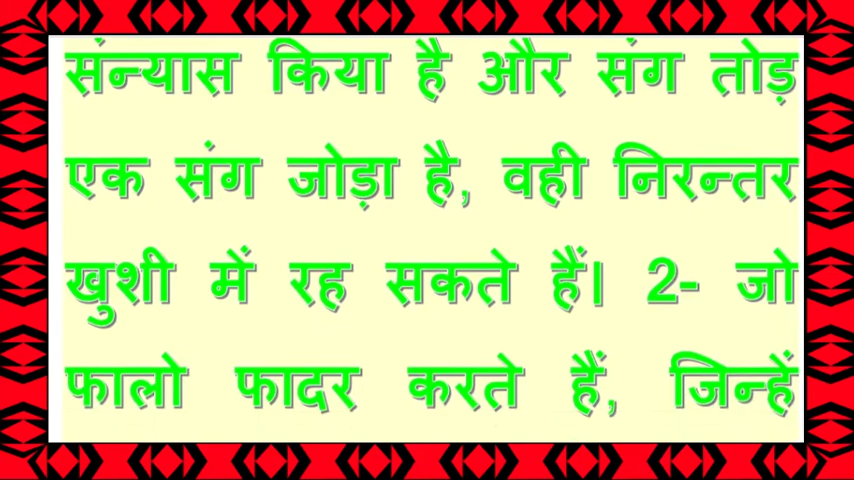 संन्यास किया है और संग तोड़
एक संग जोड़ा है, वही निरन्तर
खुशी में रह सकते हैं। 2- जो
फालो फादर करते हैं, जिन्हें